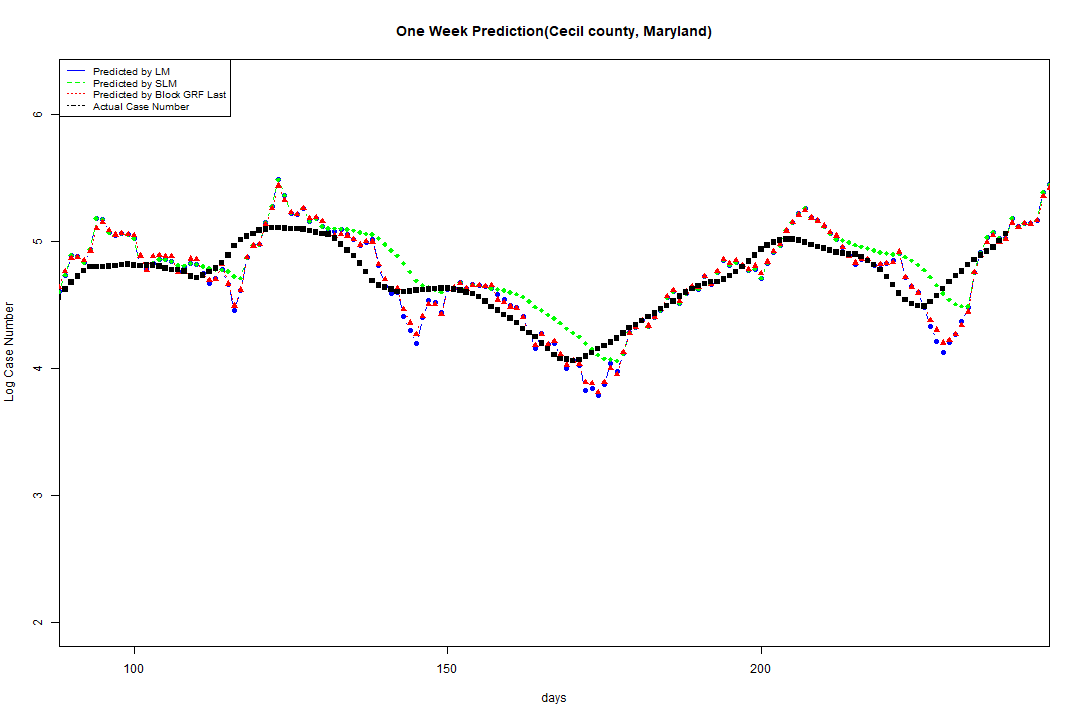 One Week Prediction(Cecil county, Maryland)
Predicted by LM
Predicted by SLM
Predicted by Block GRF Last
Actual Case Number
6
5
4
3
2
Log Case Number
100 150 200
days